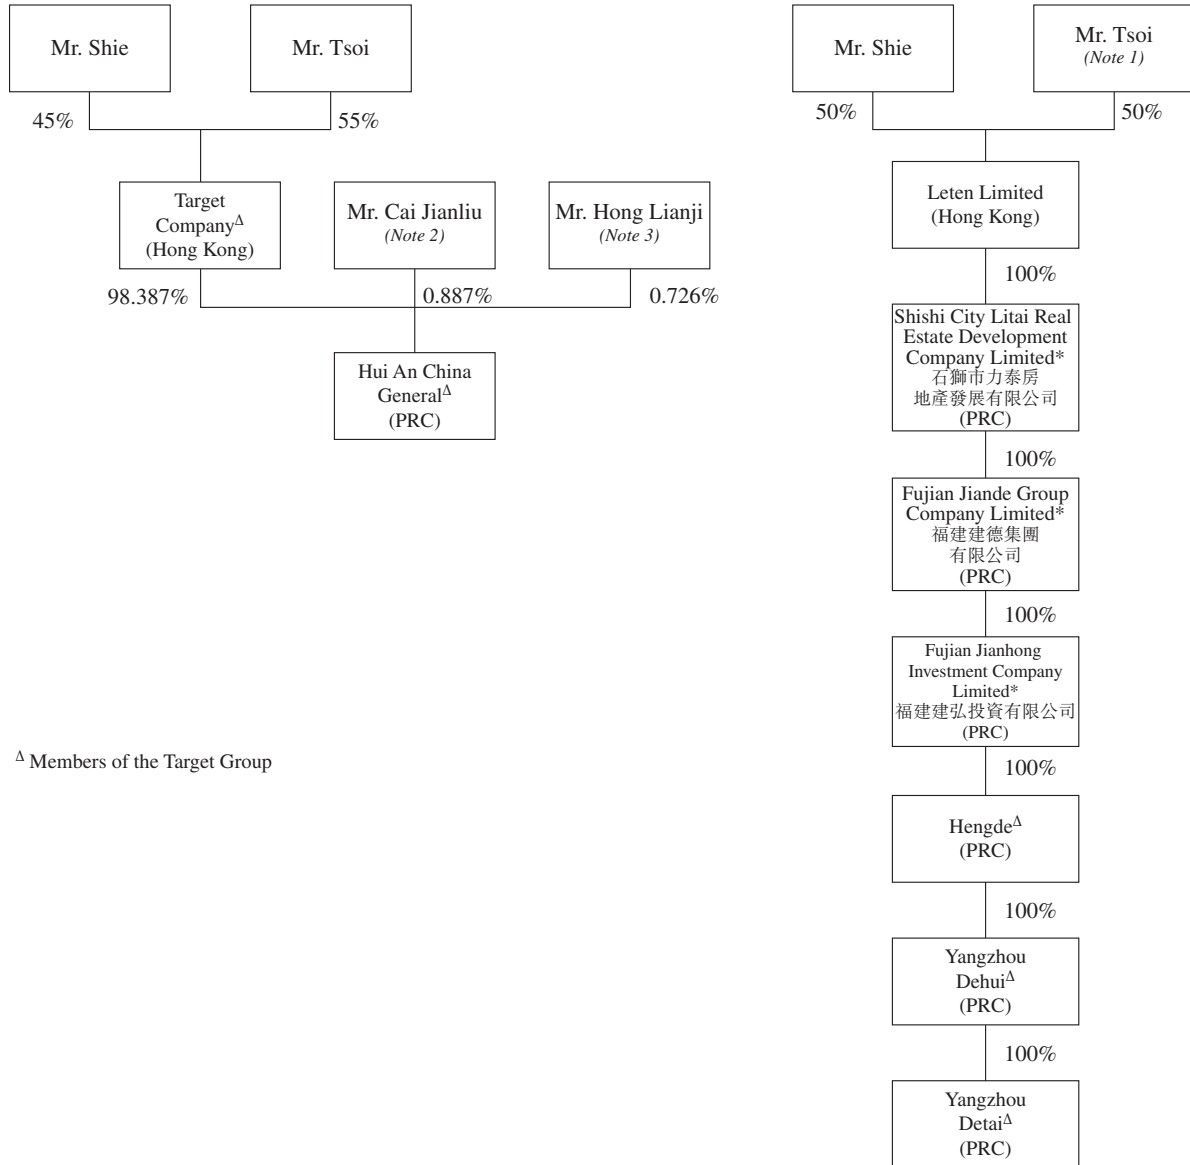 Mr. Shie
Mr. Tsoi
45%
55%
Target
Company^Δ
(Hong Kong)
Mr. Cai Jianliu
(Note 2)
Mr. Hong Lianji
(Note 3)
98.387%
0.887%
0.726%
Hui An China
General^Δ
(PRC)
Δ Members of the Target Group
Mr. Shie
Mr. Tsoi
(Note 1)
50%
50%
Leten Limited
(Hong Kong)
100%
Shishi City Litai Real
Estate Development
Company Limited*
石獅市力泰房
地產發展有限公司
(PRC)
100%
Fujian Jiande Group
Company Limited*
福建建德集團
有限公司
(PRC)
100%
Fujian Jianhong
Investment Company
Limited*
福建建弘投資有限公司
(PRC)
100%
Hengde^Δ
(PRC)
100%
Yangzhou
Dehui^Δ
(PRC)
100%
Yangzhou
Detai^Δ
(PRC)